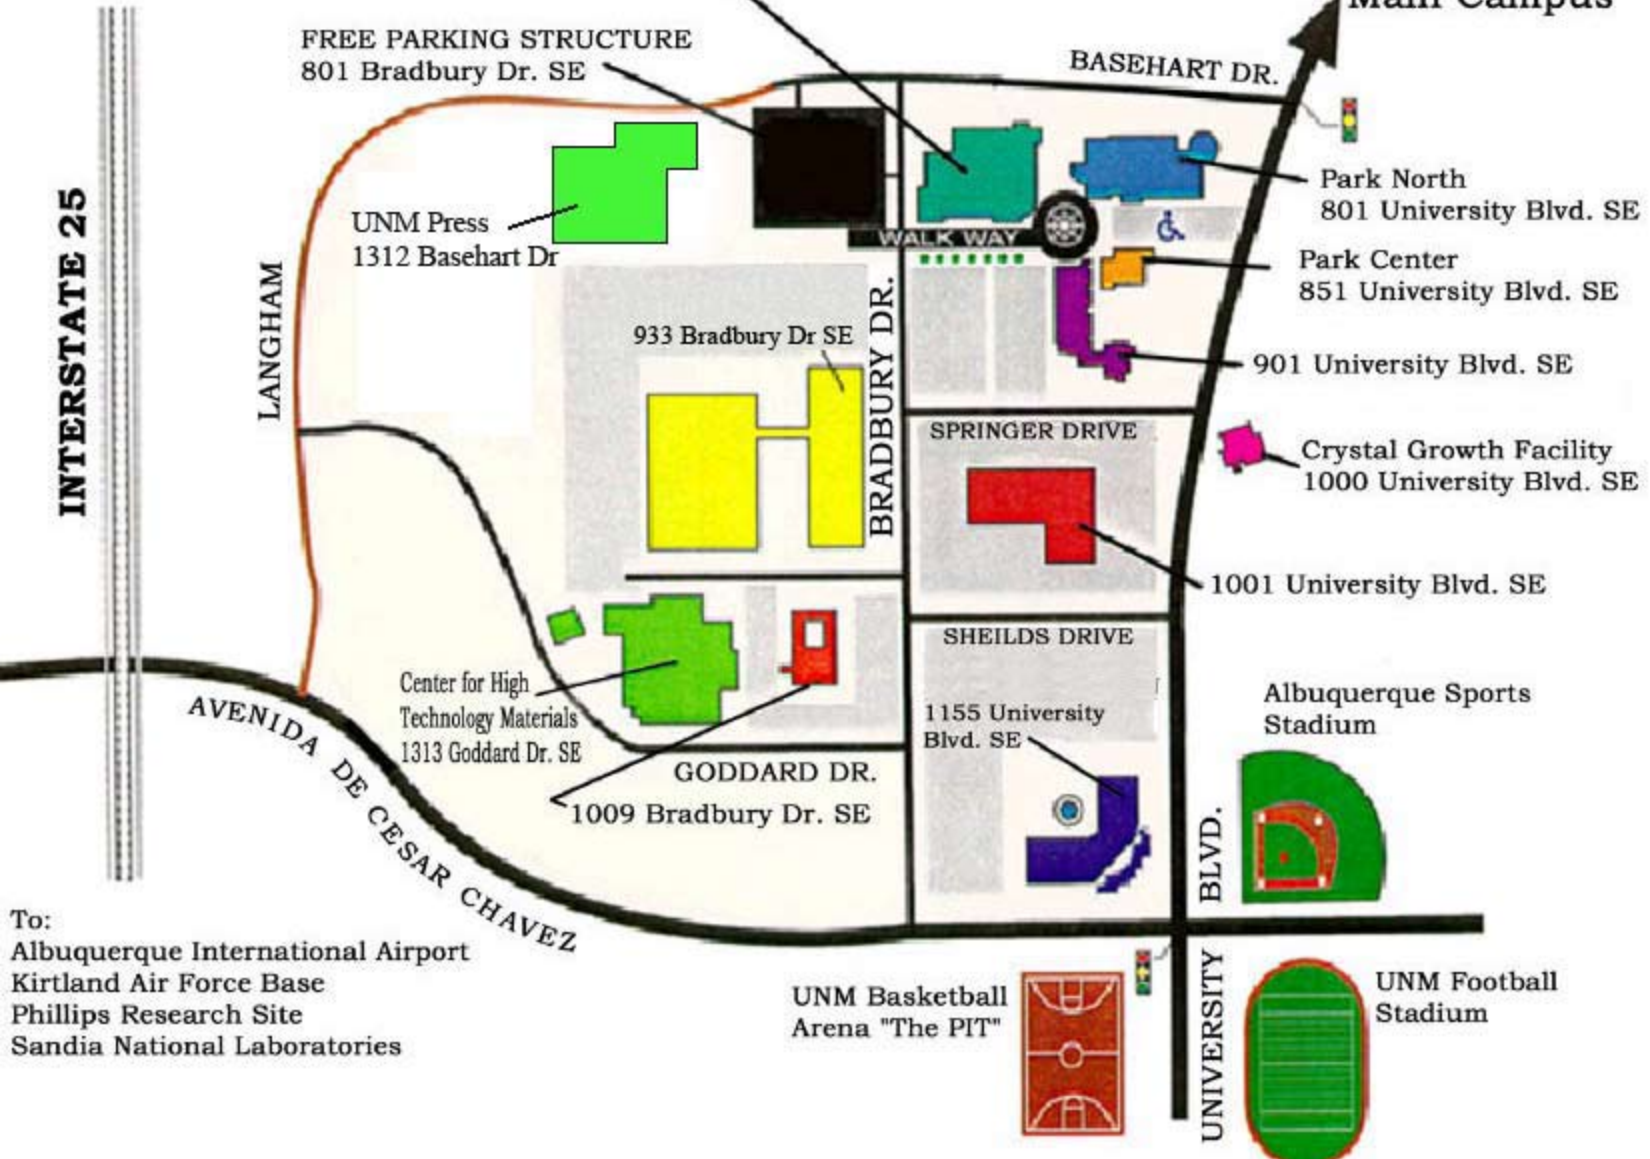 Main Campus
FREE PARKING STRUCTURE
801 Bradbury Dr. SE
BASEHART DR.
Park North
801 University Blvd. SE
UNM Press
1312 Basehart Dr
WALK WAY
Park Center
851 University Blvd. SE
INTERSTATE 25
LANGHAM
933 Bradbury Dr SE
BRADBURY DR.
901 University Blvd. SE
SPRINGER DRIVE
Crystal Growth Facility
1000 University Blvd. SE
1001 University Blvd. SE
SHEILDS DRIVE
Center for High
Technology Materials
1313 Goddard Dr. SE
1155 University
Blvd. SE
Albuquerque Sports
Stadium
AVENIDA DE CESAR CHAVEZ
GODDARD DR.
1009 Bradbury Dr. SE
UNIVERSITY BLVD.
To:
Albuquerque International Airport
Kirtland Air Force Base
Phillips Research Site
Sandia National Laboratories
UNM Basketball
Arena "The PIT"
UNM Football
Stadium